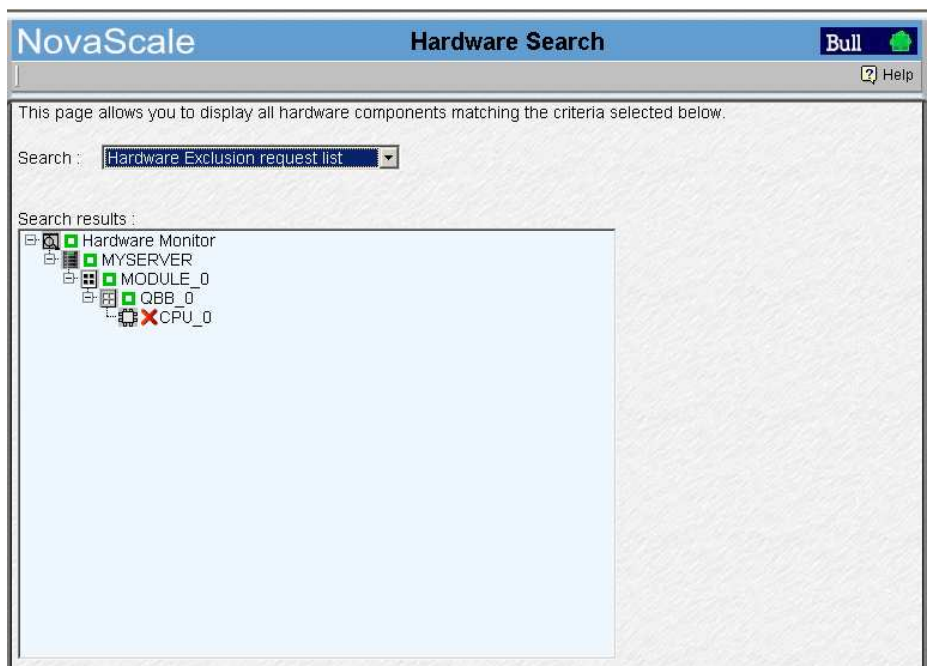 NovaScale Hardware Search Bull
Help
This page allows you to display all hardware components matching the criteria selected below.
Search : Hardware Exclusion request list
Search results :
Hardware Monitor
MYSERVER
MODULE_0
QBB_0
CPU_0